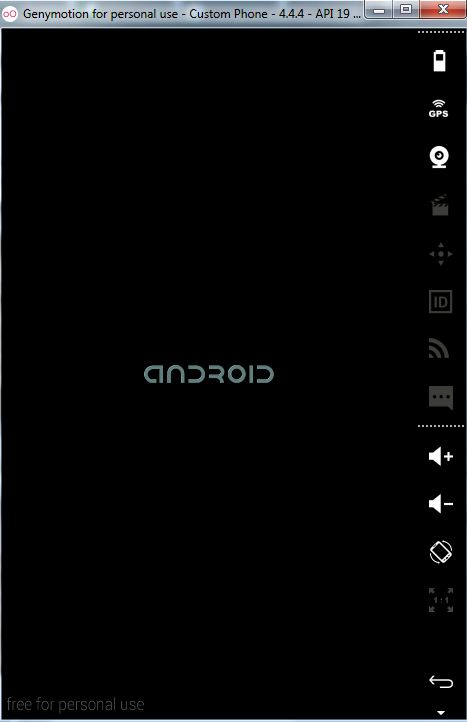 Genymotion for personal use - Custom Phone - 4.4.4 - API 19 ...
GPS
ID
ANDROID
1:1
free for personal use